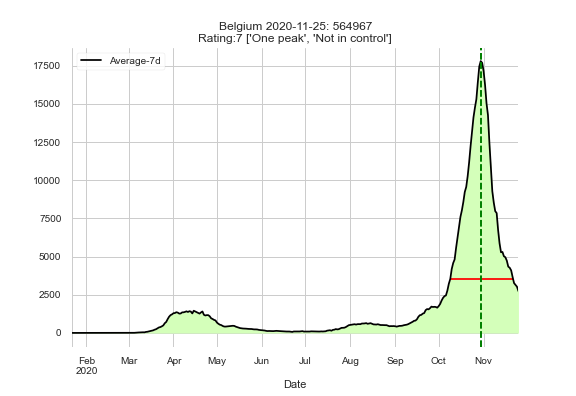 Belgium 2020-11-25: 564967
Rating:7 ['One peak', 'Not in control']
Average-7d
17500
15000
12500
10000
7500
5000
2500
0
Feb Mar Apr May Jun Jul Aug Sep Oct Nov
2020
Date